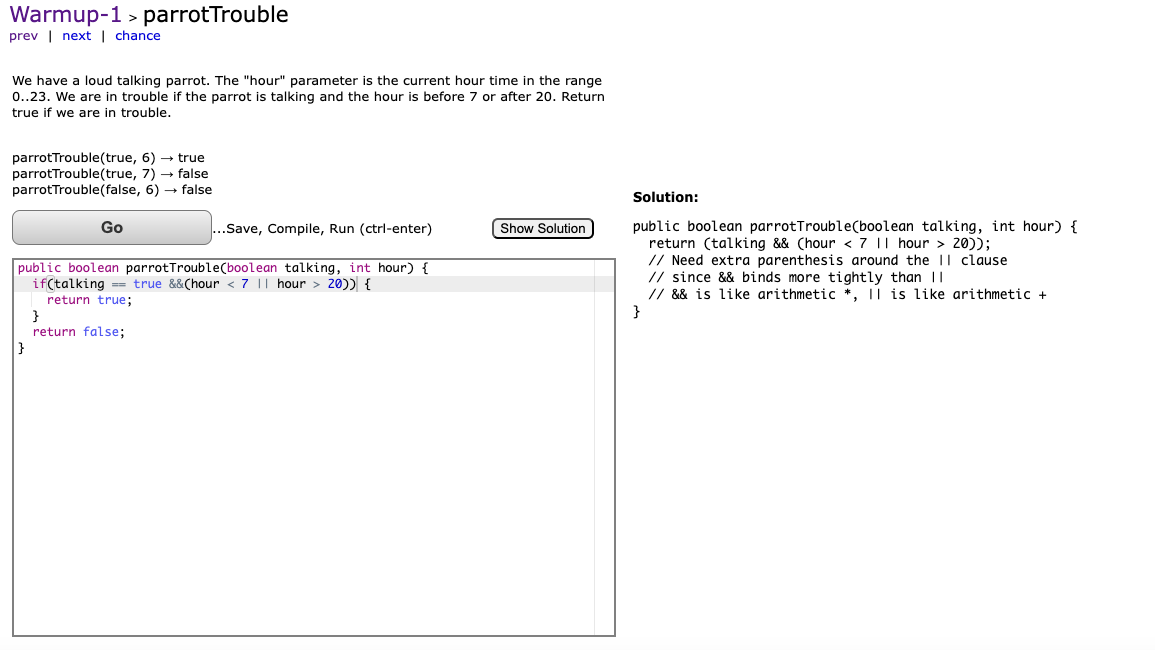 Warmup-1 > parrotTrouble
prev | next | chance
We have a loud talking parrot. The "hour" parameter is the current hour time in the range
0..23. We are in trouble if the parrot is talking and the hour is before 7 or after 20. Return
true if we are in trouble.
parrotTrouble(true, 6) → true
parrotTrouble(true, 7) → false
parrotTrouble(false, 6) → false
Go
...Save, Compile, Run (ctrl-enter)
Show Solution
public boolean parrotTrouble(boolean talking, int hour) {
  if(talking == true &&(hour < 7 || hour > 20)) {
    return true;
  }
  return false;
}
Solution:
public boolean parrotTrouble(boolean talking, int hour) {
  return (talking && (hour < 7 || hour > 20));
  // Need extra parenthesis around the || clause
  // since && binds more tightly than ||
  // && is like arithmetic *, || is like arithmetic +
}